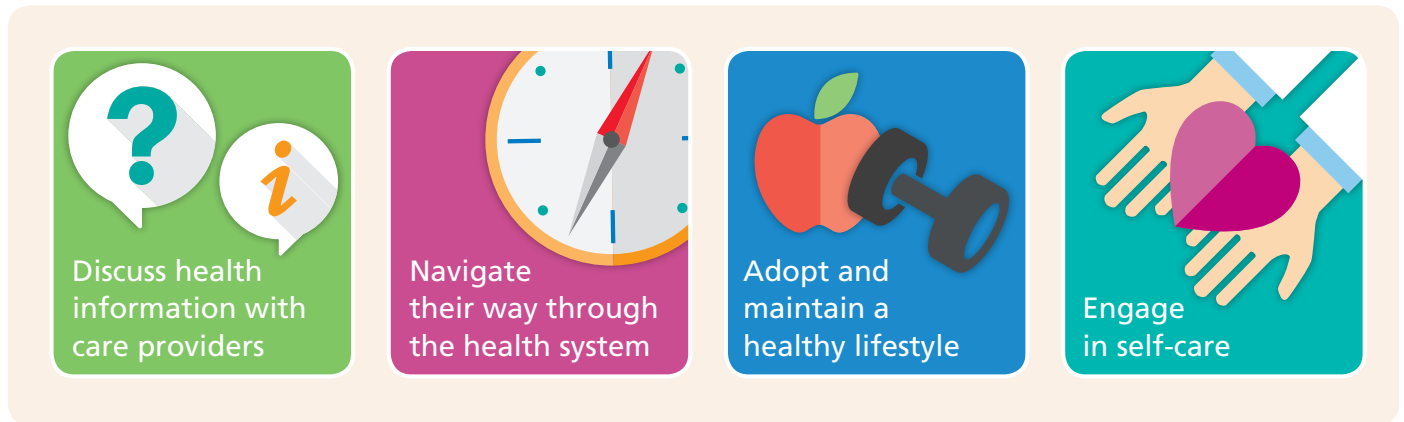 ?
i
Discuss health
information with
care providers
Navigate
their way through
the health system
Adopt and
maintain a
healthy lifestyle
Engage
in self-care